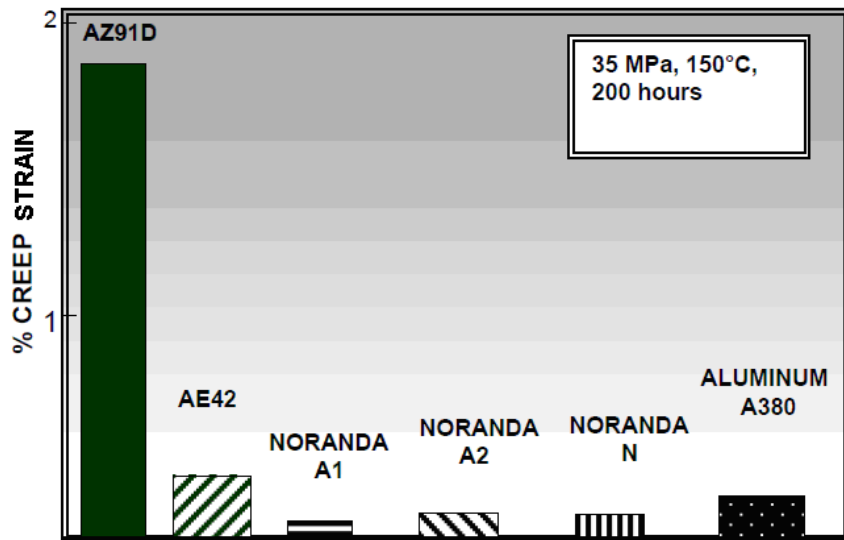 2
AZ91D
35 MPa, 150°C,
200 hours
% CREEP STRAIN
1
AE42
NORANDA
A1
NORANDA
A2
NORANDA
N
ALUMINUM
A380